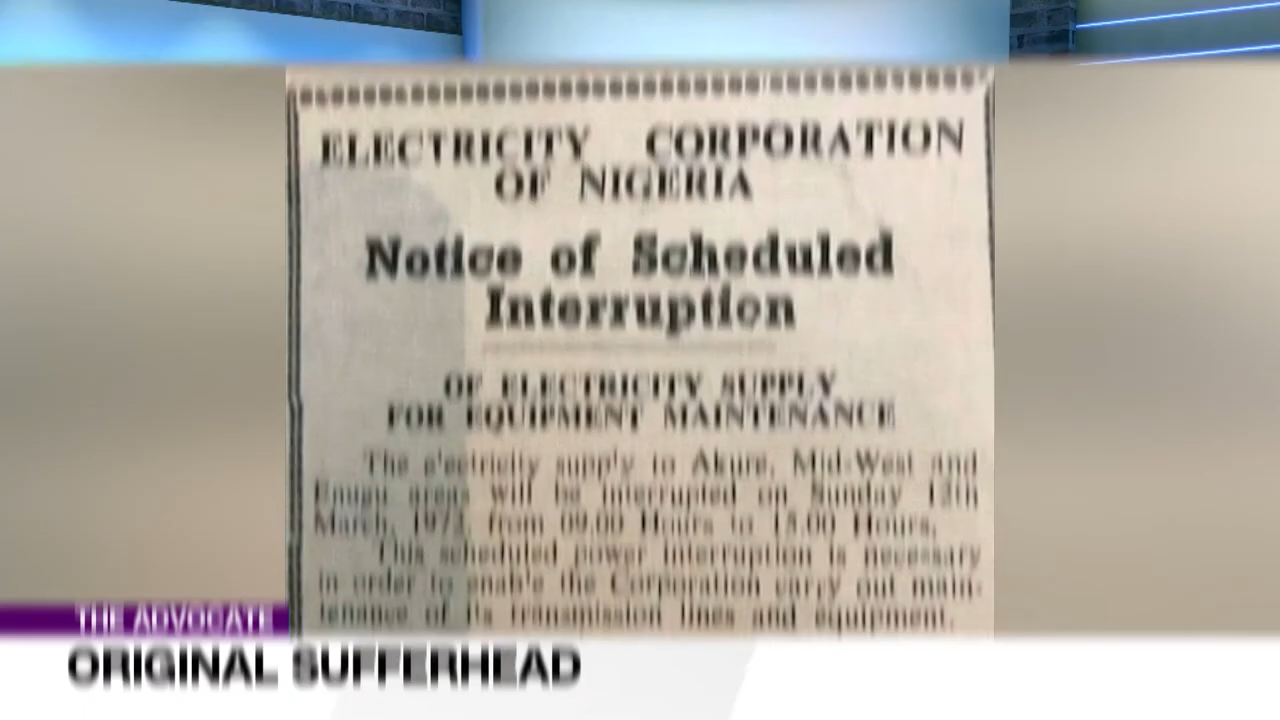 ELECTRICITY CORPORATION
OF NIGERIA
Notice of Scheduled
Interruption
OF ELECTRICITY SUPPLY
FOR EQUIPMENT MAINTENANCE
The electricity supply to Akure, Mid-West and
Enugu areas will be interrupted on Sunday 12th
March, from 09.00 Hours to 15.00 Hours.
This scheduled power interruption is necessary
in order to enable the Corporation carry out main-
tenance of its transmission lines and equipment.
THE ADVOCATE
ORIGINAL SUFFERHEAD